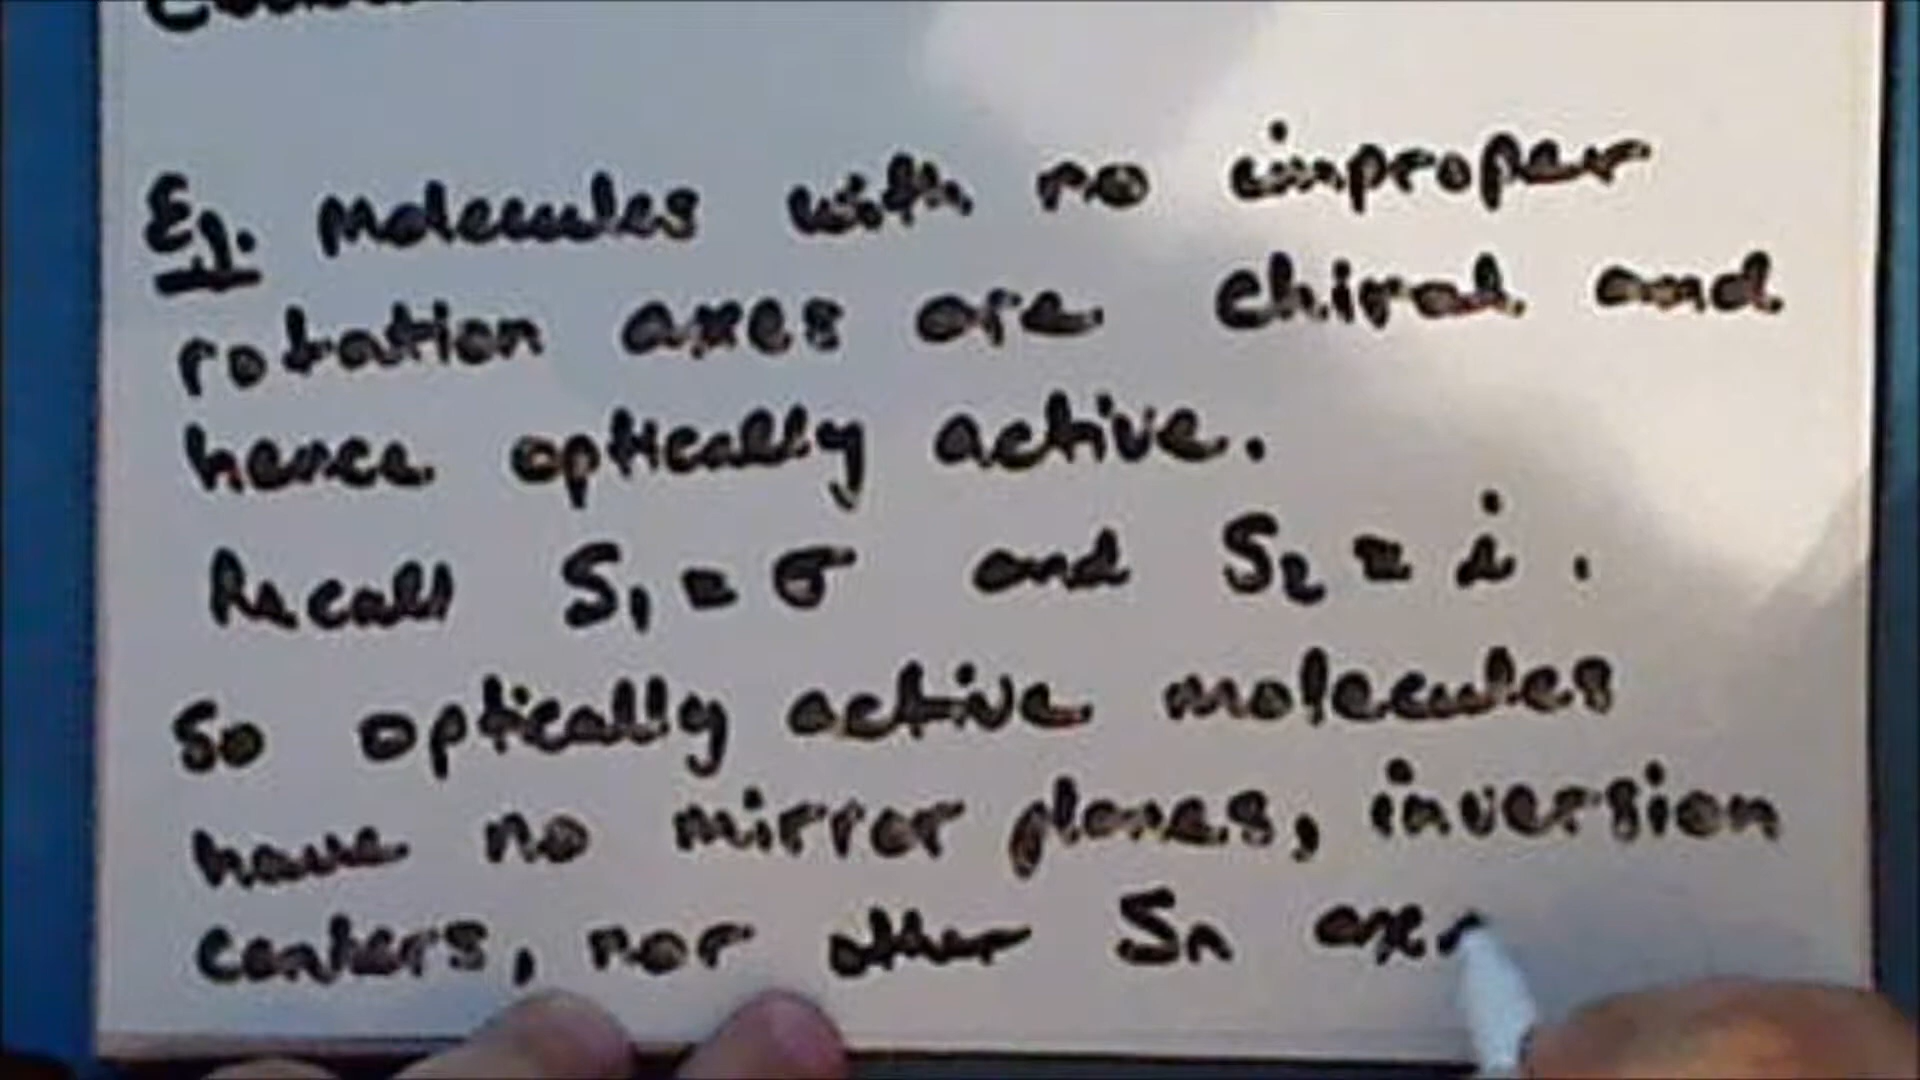 Eg. Molecules with no improper
rotation axes are chiral and
hence optically active.
Recall S₁ = σ and S₂ = i.
So optically active molecules
have no mirror planes, inversion
centers, nor other Sn axe